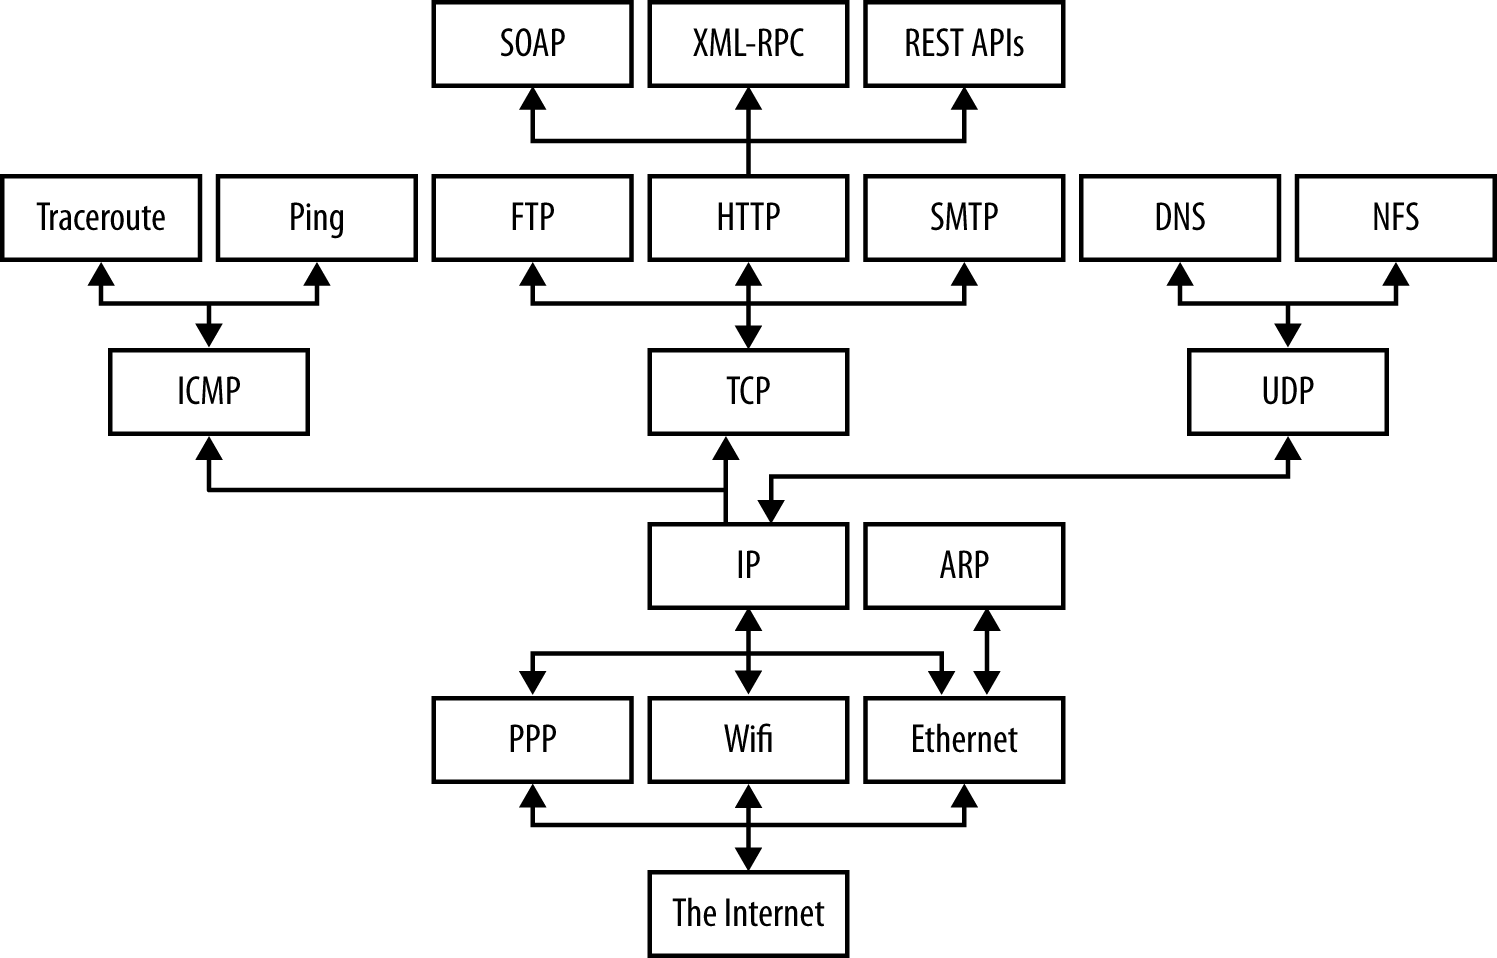 SOAP
XML-RPC
REST APIs
Traceroute
Ping
FTP
HTTP
SMTP
DNS
NFS
ICMP
TCP
UDP
IP
ARP
PPP
Wifi
Ethernet
The Internet